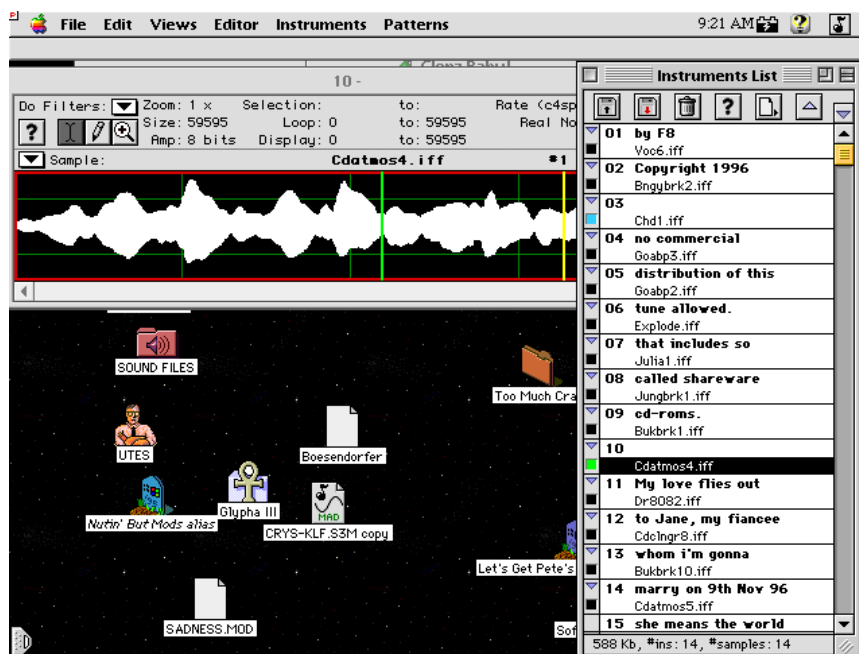 File Edit Views Editor Instruments Patterns 9:21 AM
10 -
Do Filters: Zoom: 1 x Selection: to: Rate (c4sp
Size: 59595 Loop: 0 to: 59595 Real No
Amp: 8 bits Display: 0 to: 59595
Sample: Cdatmos4.iff #1
SOUND FILES
Too Much Cra
UTES
Boesendorfer
Glypha III
Nutin' But Mods alias
MAD
CRYS-KLF.S3M copy
Let's Get Pete's
SADNESS.MOD
Sof
Instruments List
01 by F8
Voc6.iff
02 Copyright 1996
Bngybrk2.iff
03
Chd1.iff
04 no commercial
Goabp3.iff
05 distribution of this
Goabp2.iff
06 tune allowed.
Explode.iff
07 that includes so
Julia1.iff
08 called shareware
Jungbrk1.iff
09 cd-roms.
Bukbrk1.iff
10
Cdatmos4.iff
11 My love flies out
Dr8082.iff
12 to Jane, my fiancee
Cdclngr8.iff
13 whom i'm gonna
Bukbrk10.iff
14 marry on 9th Nov 96
Cdatmos5.iff
15 she means the world
588 Kb, #ins: 14, #samples: 14